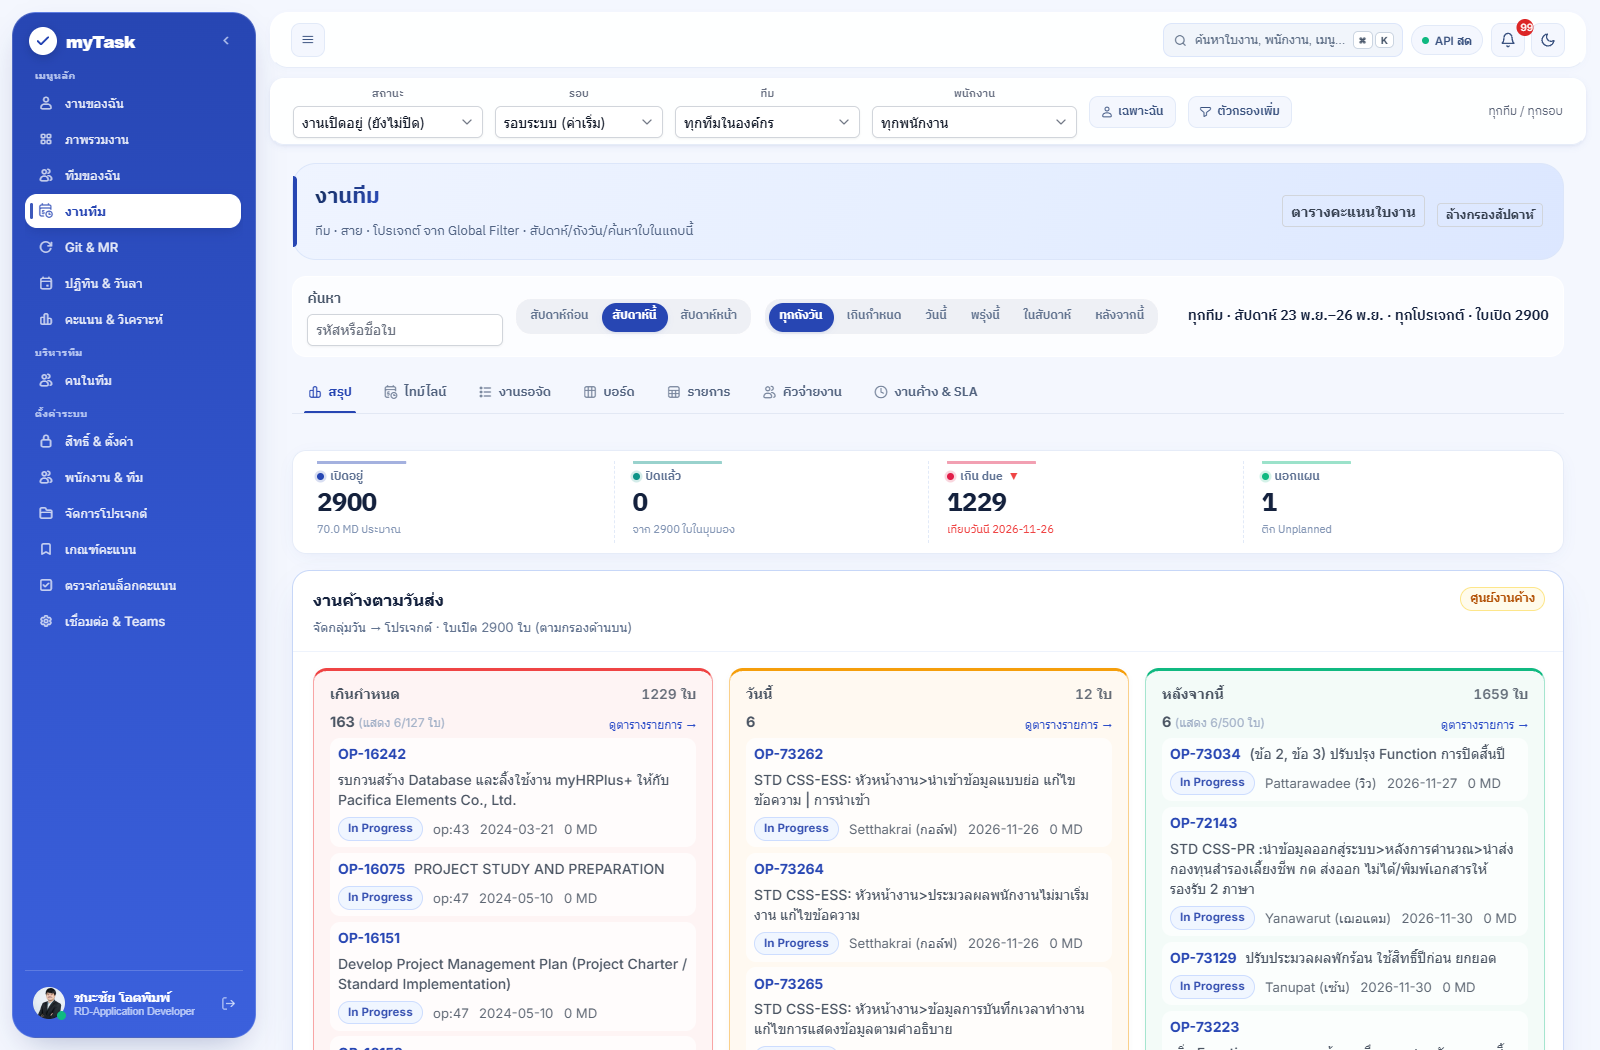 myTask
เมนูหลัก
งานของฉัน
ภาพรวมงาน
ทีมของฉัน
งานทีม
Git & MR
ปฏิทิน & วันลา
คะแนน & วิเคราะห์
บริหารทีม
คนในทีม
ตั้งค่าระบบ
สิทธิ์ & ตั้งค่า
พนักงาน & ทีม
จัดการโปรเจกต์
เกณฑ์คะแนน
ตรวจก่อนล็อกคะแนน
เชื่อมต่อ & Teams
ชนะชัย โอตพิมพ์
RD-Application Developer
ค้นหาใบงาน, พนักงาน, เมนู... ⌘ K
API สด
99
สถานะ
งานเปิดอยู่ (ยังไม่ปิด)
รอบ
รอบระบบ (ค่าเริ่ม)
ทีม
ทุกทีมในองค์กร
พนักงาน
ทุกพนักงาน
เฉพาะฉัน
ตัวกรองเพิ่ม
ทุกทีม / ทุกรอบ
งานทีม
ทีม · สาย · โปรเจกต์ จาก Global Filter · สัปดาห์/ถังวัน/ค้นหาใบในแถบนี้
ตารางคะแนนใบงาน
ล้างกรองสัปดาห์
ค้นหา
รหัสหรือชื่อใบ
สัปดาห์ก่อน สัปดาห์นี้ สัปดาห์หน้า
ทุกถังวัน เกินกำหนด วันนี้ พรุ่งนี้ ในสัปดาห์ หลังจากนี้
ทุกทีม · สัปดาห์ 23 พ.ย.–26 พ.ย. · ทุกโปรเจกต์ · ใบเปิด 2900
สรุป ไทม์ไลน์ งานรอจัด บอร์ด รายการ คิวจ่ายงาน งานค้าง & SLA
เปิดอยู่
2900
70.0 MD ประมาณ
ปิดแล้ว
0
จาก 2900 ใบในมุมมอง
เกิน due ▼
1229
เทียบวันนี้ 2026-11-26
นอกแผน
1
ติก Unplanned
งานค้างตามวันส่ง
จัดกลุ่มวัน → โปรเจกต์ · ใบเปิด 2900 ใบ (ตามกรองด้านบน)
ศูนย์งานค้าง
เกินกำหนด 1229 ใบ
163 (แสดง 6/127 ใบ) ดูตารางรายการ →
OP-16242
รบกวนสร้าง Database และลิ้งใช้งาน myHRPlus+ ให้กับ
Pacifica Elements Co., Ltd.
In Progress op:43 2024-03-21 0 MD
OP-16075 PROJECT STUDY AND PREPARATION
In Progress op:47 2024-05-10 0 MD
OP-16151
Develop Project Management Plan (Project Charter /
Standard Implementation)
In Progress op:47 2024-05-10 0 MD
วันนี้ 12 ใบ
6 ดูตารางรายการ →
OP-73262
STD CSS-ESS: หัวหน้างาน>นำเข้าข้อมูลแบบย่อ แก้ไข
ข้อความ | การนำเข้า
In Progress Setthakrai (กอล์ฟ) 2026-11-26 0 MD
OP-73264
STD CSS-ESS: หัวหน้างาน>ประมวลผลพนักงานไม่มาเริ่ม
งาน แก้ไขข้อความ
In Progress Setthakrai (กอล์ฟ) 2026-11-26 0 MD
OP-73265
STD CSS-ESS: หัวหน้างาน>ข้อมูลการบันทึกเวลาทำงาน
แก้ไขการแสดงข้อมูลตามคำอธิบาย
หลังจากนี้ 1659 ใบ
6 (แสดง 6/500 ใบ) ดูตารางรายการ →
OP-73034 (ข้อ 2, ข้อ 3) ปรับปรุง Function การปิดสิ้นปี
In Progress Pattarawadee (วิว) 2026-11-27 0 MD
OP-72143
STD CSS-PR :นำข้อมูลออกสู่ระบบ>หลังการคำนวณ>นำส่ง
กองทุนสำรองเลี้ยงชีพ กด ส่งออก ไม่ได้/พิมพ์เอกสารให้
รองรับ 2 ภาษา
In Progress Yanawarut (เฌอแตม) 2026-11-30 0 MD
OP-73129 ปรับประมวลผลพักร้อน ใช้สิทธิ์ปีก่อน ยกยอด
In Progress Tanupat (เซ้น) 2026-11-30 0 MD
OP-73223